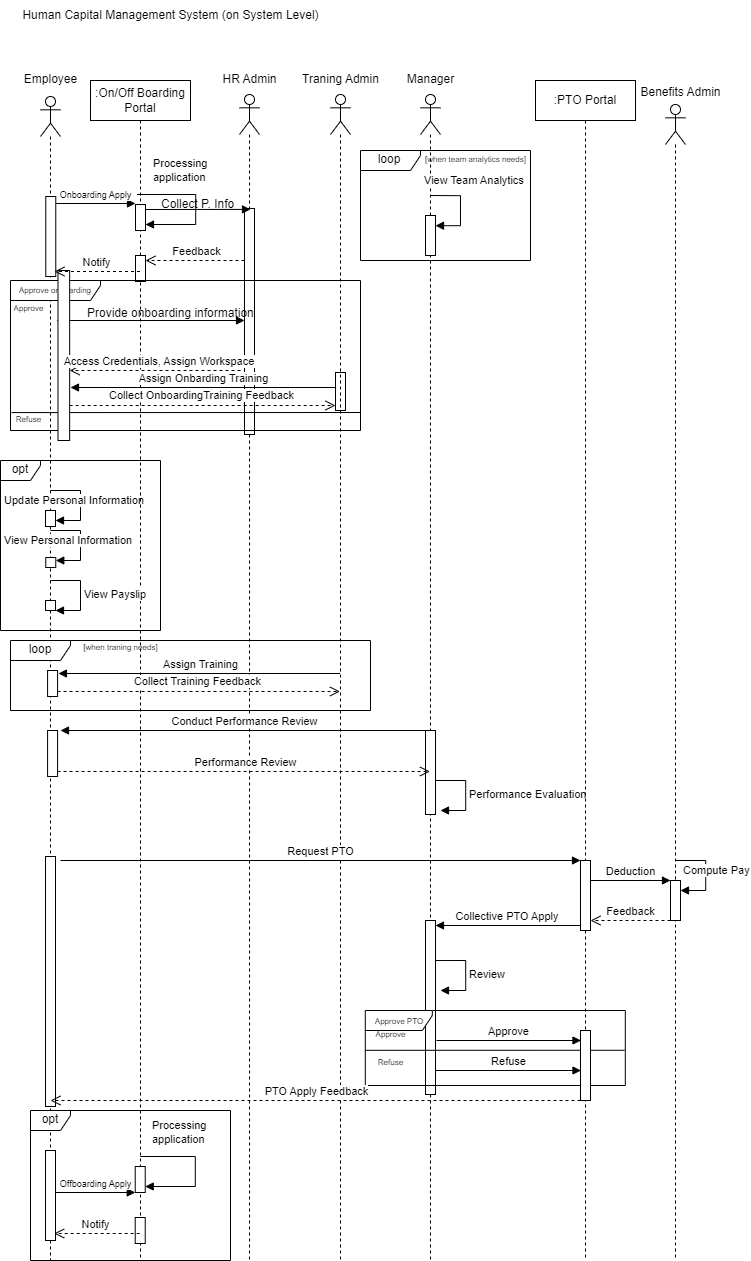 Human Capital Management System (on System Level)
Employee
:On/Off Boarding
Portal
HR Admin
Traning Admin
Manager
:PTO Portal
Benefits Admin
loop
[when team analytics needs]
View Team Analytics
Processing
application
Onboarding Apply
Collect P. Info
Feedback
Notify
Approve onboarding
Approve
Provide onboarding information
Access Credentials, Assign Workspace
Assign Onbarding Training
Collect OnboardingTraining Feedback
Refuse
opt
Update Personal Information
View Personal Information
View Payslip
loop
[when traning needs]
Assign Training
Collect Training Feedback
Conduct Performance Review
Performance Review
Performance Evaluation
Request PTO
Deduction
Compute Pay
Feedback
Collective PTO Apply
Review
Approve PTO
Approve
Approve
Refuse
Refuse
PTO Apply Feedback
opt
Processing
application
Offboarding Apply
Notify